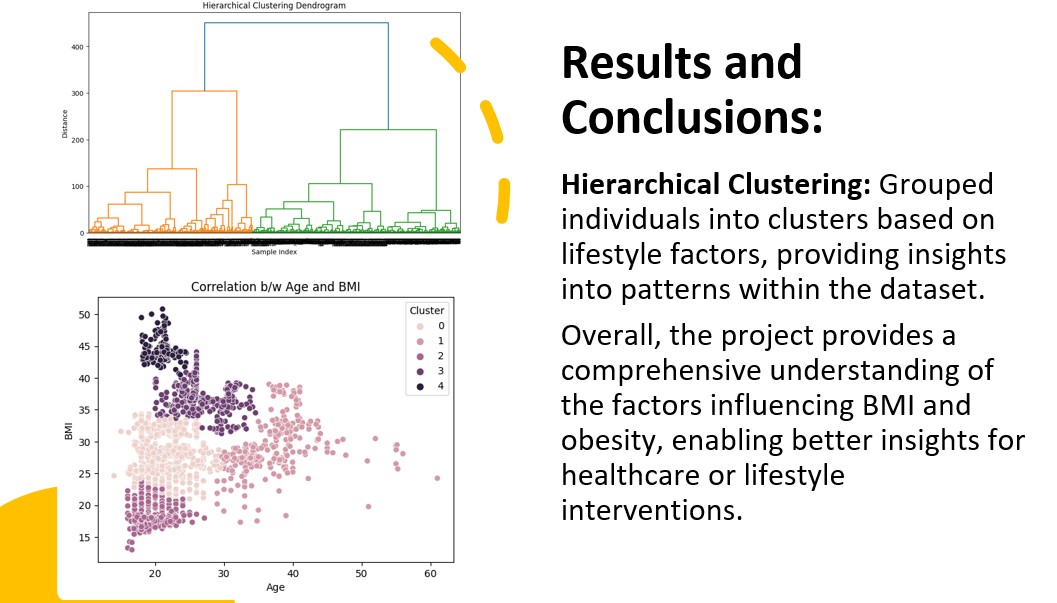 Hierarchical Clustering Dendrogram
400
300
200
100
0
Distance
Sample Index
Correlation b/w Age and BMI
50
45
40
35
30
25
20
15
BMI
20 30 40 50 60
Age
Cluster
0
1
2
3
4
Results and
Conclusions:
Hierarchical Clustering: Grouped
individuals into clusters based on
lifestyle factors, providing insights
into patterns within the dataset.
Overall, the project provides a
comprehensive understanding of
the factors influencing BMI and
obesity, enabling better insights for
healthcare or lifestyle
interventions.